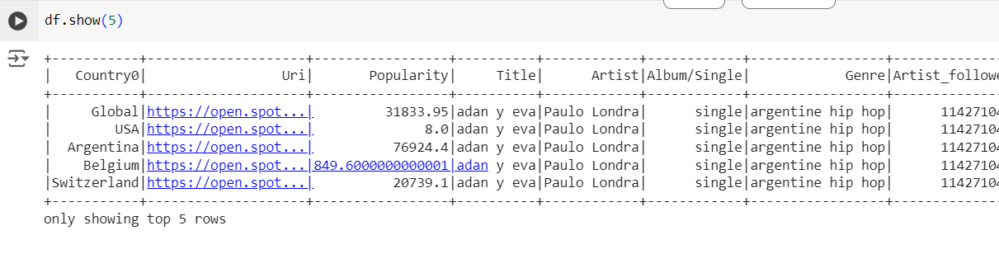 df.show(5)
+-----------+-------------------+----------------+----------+------------+------------+----------------+------------
|   Country0|                Uri|      Popularity|     Title|      Artist|Album/Single|           Genre|Artist_followe
+-----------+-------------------+----------------+----------+------------+------------+----------------+------------
|     Global|https://open.spot...|        31833.95|adan y eva|Paulo Londra|      single|argentine hip hop|     11427104
|        USA|https://open.spot...|             8.0|adan y eva|Paulo Londra|      single|argentine hip hop|     11427104
|  Argentina|https://open.spot...|         76924.4|adan y eva|Paulo Londra|      single|argentine hip hop|     11427104
|    Belgium|https://open.spot...|849.6000000000001|adan y eva|Paulo Londra|      single|argentine hip hop|     11427104
|Switzerland|https://open.spot...|         20739.1|adan y eva|Paulo Londra|      single|argentine hip hop|     11427104
+-----------+-------------------+----------------+----------+------------+------------+----------------+------------
only showing top 5 rows